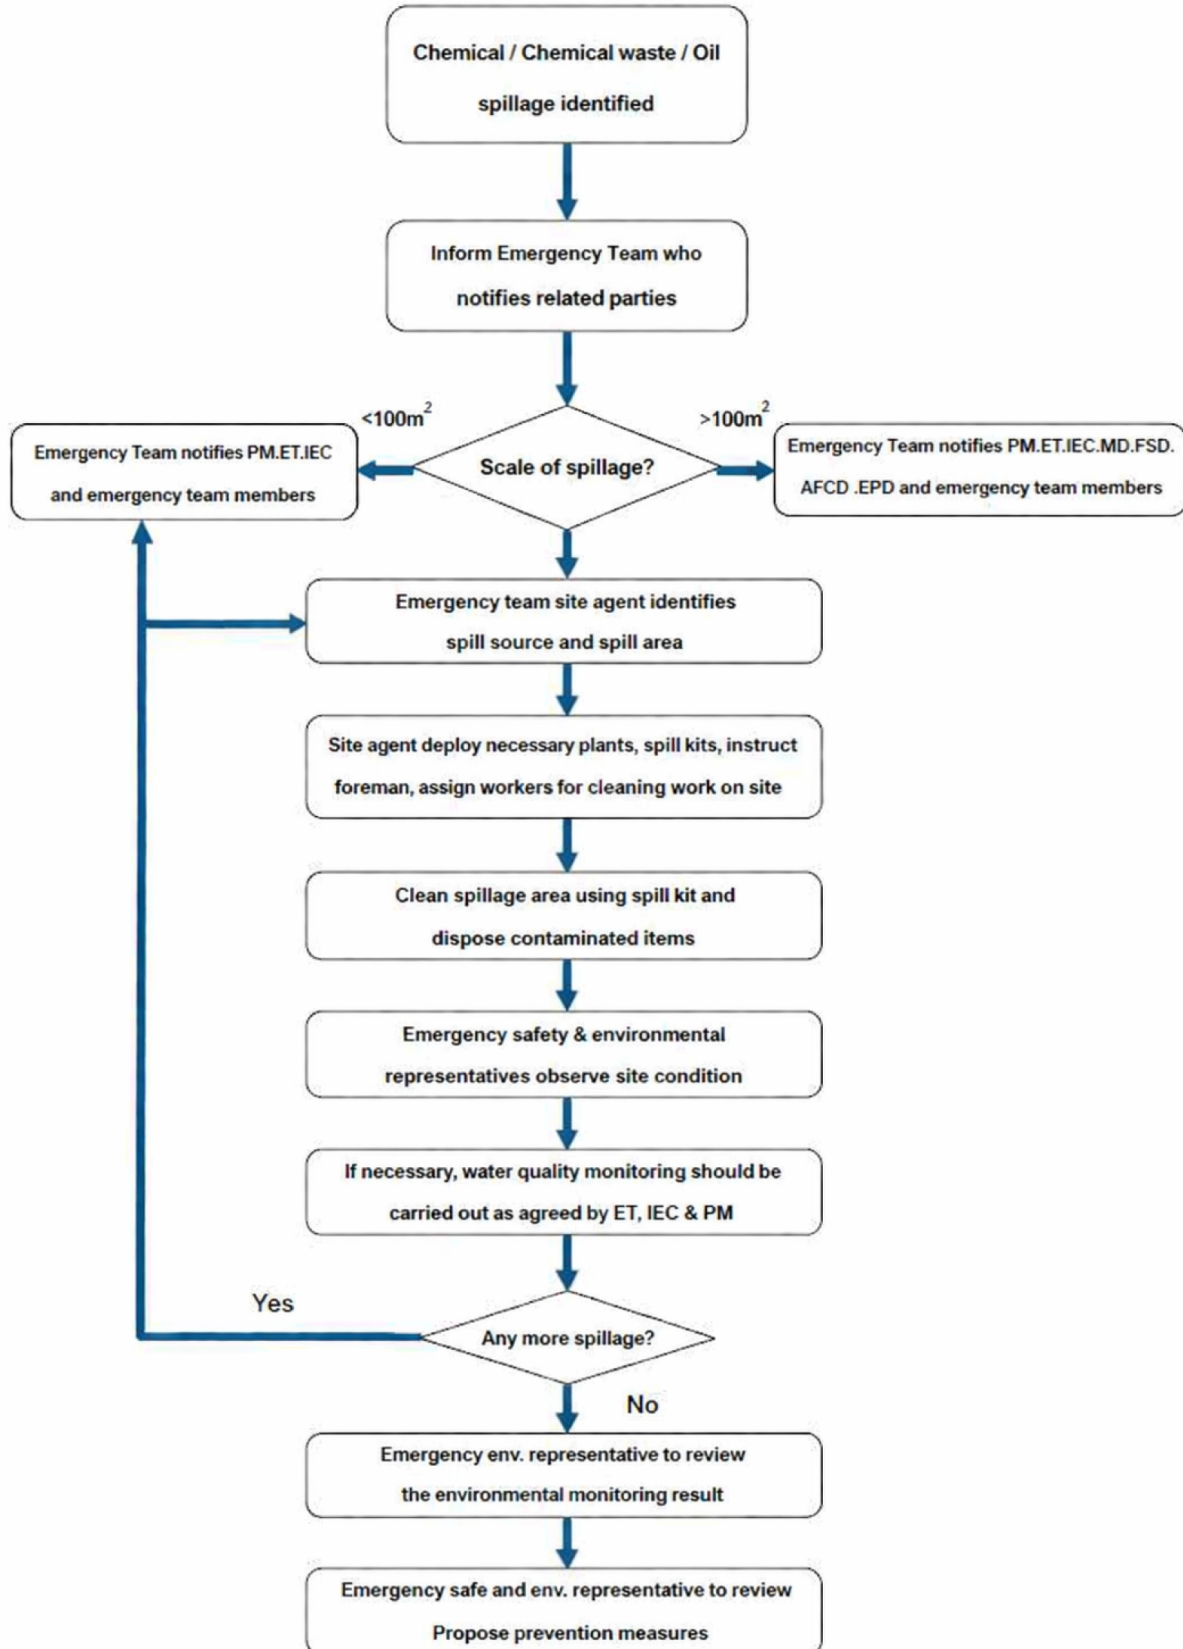 Chemical / Chemical waste / Oil
spillage identified
Inform Emergency Team who
notifies related parties
<100m²
>100m²
Emergency Team notifies PM.ET.IEC
and emergency team members
Scale of spillage?
Emergency Team notifies PM.ET.IEC.MD.FSD.
AFCD .EPD and emergency team members
Emergency team site agent identifies
spill source and spill area
Site agent deploy necessary plants, spill kits, instruct
foreman, assign workers for cleaning work on site
Clean spillage area using spill kit and
dispose contaminated items
Emergency safety & environmental
representatives observe site condition
If necessary, water quality monitoring should be
carried out as agreed by ET, IEC & PM
Yes
Any more spillage?
No
Emergency env. representative to review
the environmental monitoring result
Emergency safe and env. representative to review
Propose prevention measures